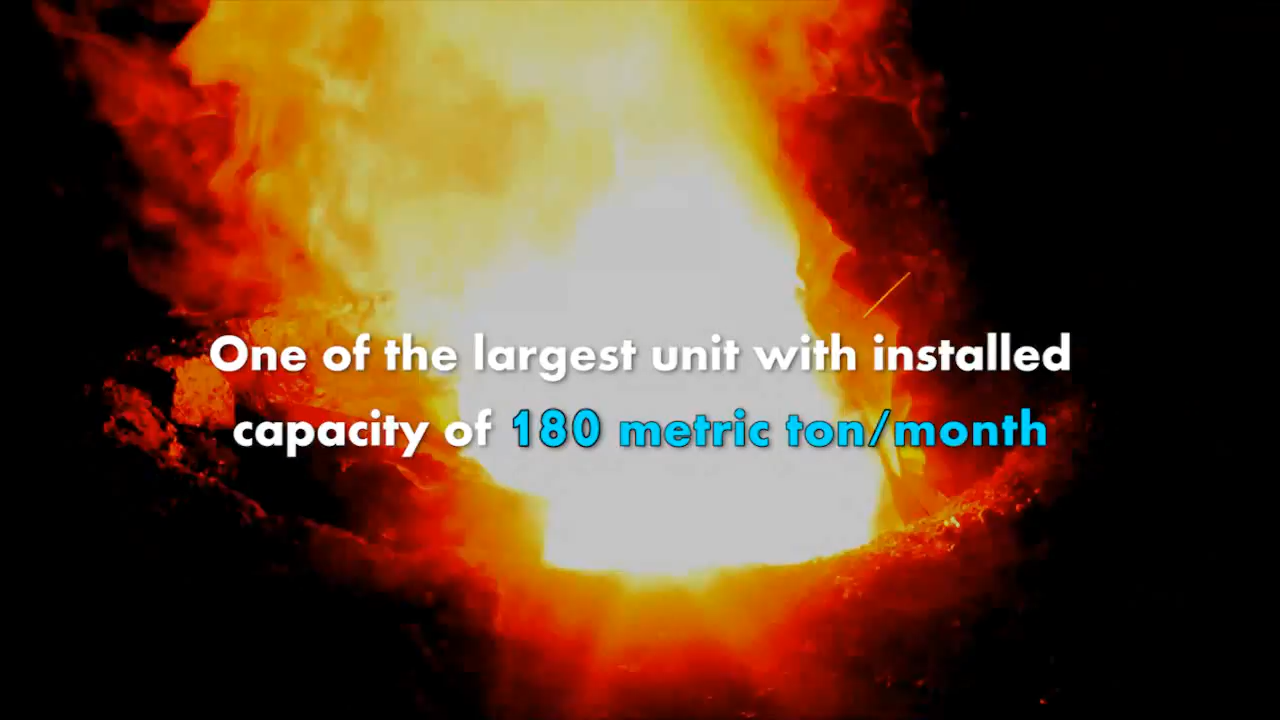 One of the largest unit with installed
capacity of 180 metric ton/month